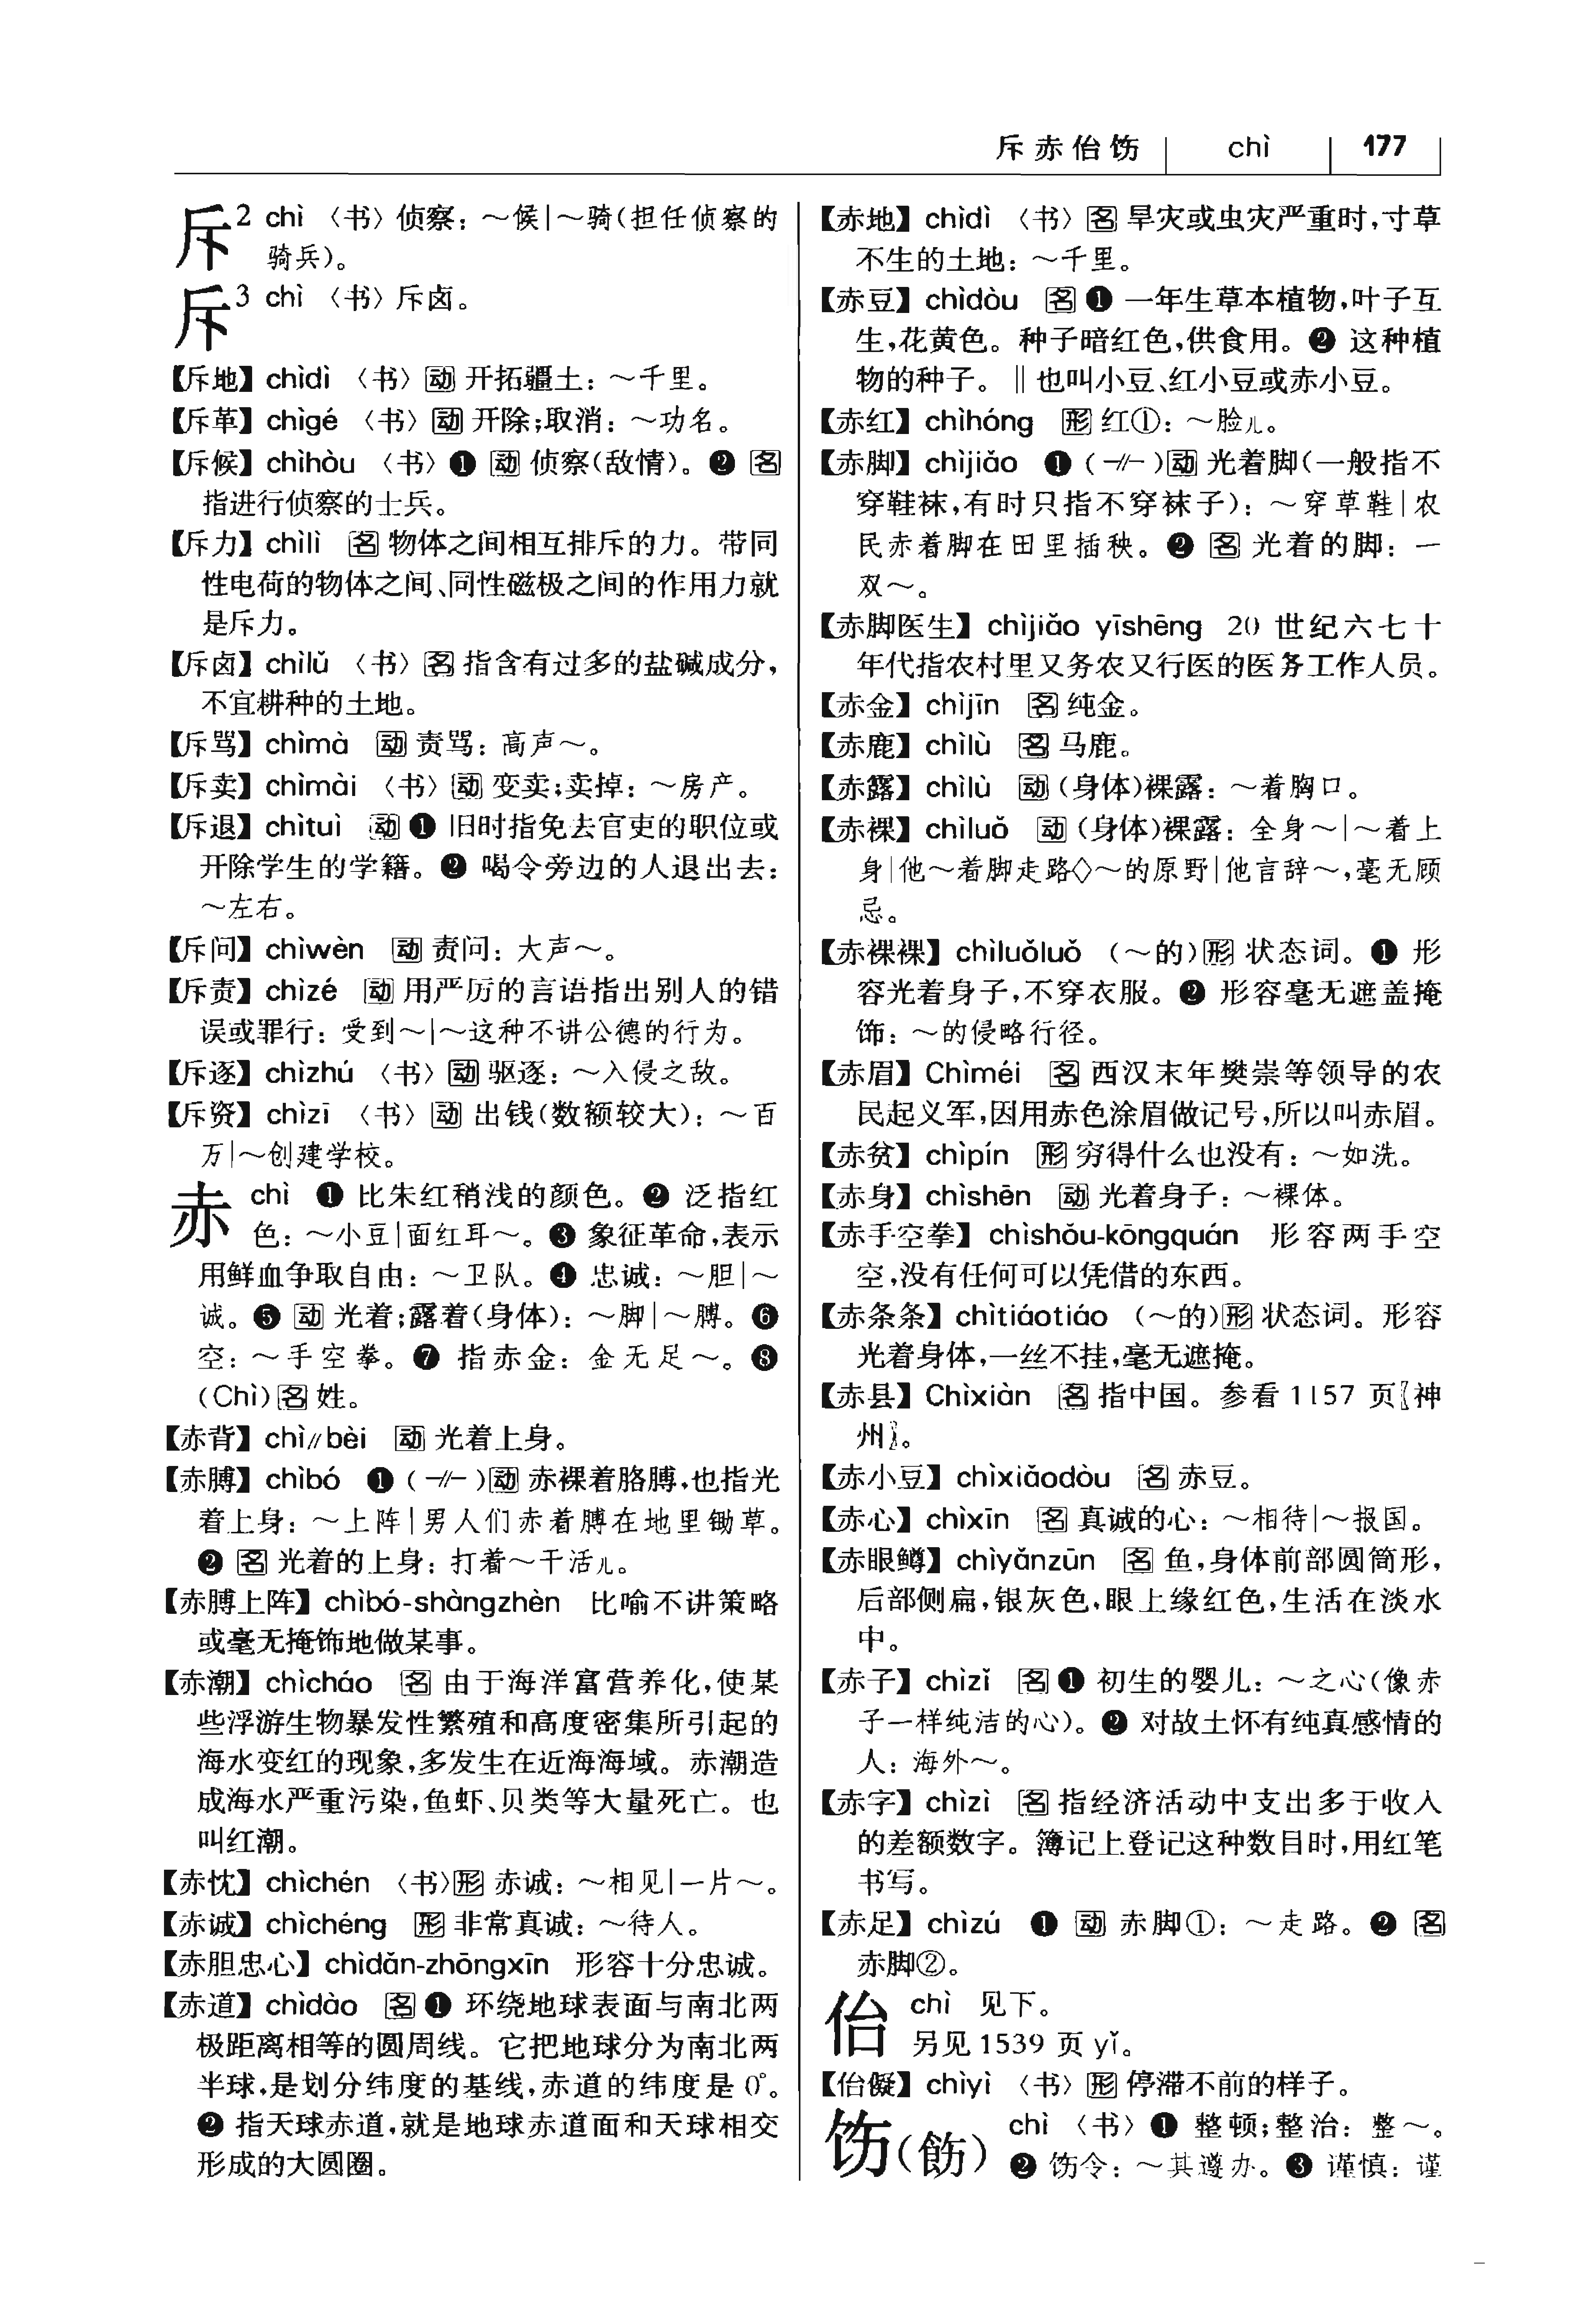 斥赤佁饬 chì 177
斥2 chì 〈书〉侦察：～候|～骑(担任侦察的
骑兵)。
斥3 chì 〈书〉斥卤。
【斥地】chìdì 〈书〉[动]开拓疆土：～千里。
【斥革】chìgé 〈书〉[动]开除;取消：～功名。
【斥候】chìhòu 〈书〉❶[动]侦察(敌情)。❷[名]
指进行侦察的士兵。
【斥力】chìlì [名]物体之间相互排斥的力。带同
性电荷的物体之间、同性磁极之间的作用力就
是斥力。
【斥卤】chìlǔ 〈书〉[名]指含有过多的盐碱成分，
不宜耕种的土地。
【斥骂】chìmà [动]责骂：高声～。
【斥卖】chìmài 〈书〉[动]变卖;卖掉：～房产。
【斥退】chìtuì [动]❶旧时指免去官吏的职位或
开除学生的学籍。❷喝令旁边的人退出去：
～左右。
【斥问】chìwèn [动]责问：大声～。
【斥责】chìzé [动]用严厉的言语指出别人的错
误或罪行：受到～|～这种不讲公德的行为。
【斥逐】chìzhú 〈书〉[动]驱逐：～入侵之敌。
【斥资】chìzī 〈书〉[动]出钱(数额较大)：～百
万|～创建学校。
赤 chì ❶比朱红稍浅的颜色。❷泛指红
色：～小豆|面红耳～。❸象征革命，表示
用鲜血争取自由：～卫队。❹忠诚：～胆|～
诚。❺[动]光着;露着(身体)：～脚|～膊。❻
空：～手空拳。❼指赤金：金无足～。❽
(Chì)[名]姓。
【赤背】chì∥bèi [动]光着上身。
【赤膊】chìbó ❶(-∥-)[动]赤裸着胳膊，也指光
着上身：～上阵|男人们赤着膊在地里锄草。
❷[名]光着的上身：打着～干活儿。
【赤膊上阵】chìbó-shàngzhèn 比喻不讲策略
或毫无掩饰地做某事。
【赤潮】chìcháo [名]由于海洋富营养化，使某
些浮游生物暴发性繁殖和高度密集所引起的
海水变红的现象，多发生在近海海域。赤潮造
成海水严重污染，鱼虾、贝类等大量死亡。也
叫红潮。
【赤忱】chìchén 〈书〉[形]赤诚：～相见|一片～。
【赤诚】chìchéng [形]非常真诚：～待人。
【赤胆忠心】chìdǎn-zhōngxīn 形容十分忠诚。
【赤道】chìdào [名]❶环绕地球表面与南北两
极距离相等的圆周线。它把地球分为南北两
半球，是划分纬度的基线，赤道的纬度是0°。
❷指天球赤道，就是地球赤道面和天球相交
形成的大圆圈。
【赤地】chìdì 〈书〉[名]旱灾或虫灾严重时，寸草
不生的土地：～千里。
【赤豆】chìdòu [名]❶一年生草本植物，叶子互
生，花黄色。种子暗红色，供食用。❷这种植
物的种子。‖也叫小豆、红小豆或赤小豆。
【赤红】chìhóng [形]红①：～脸儿。
【赤脚】chìjiǎo ❶(-∥-)[动]光着脚(一般指不
穿鞋袜，有时只指不穿袜子)：～穿草鞋|农
民赤着脚在田里插秧。❷[名]光着的脚：一
双～。
【赤脚医生】chìjiǎo yīshēng 20世纪六七十
年代指农村里又务农又行医的医务工作人员。
【赤金】chìjīn [名]纯金。
【赤鹿】chìlù [名]马鹿。
【赤露】chìlù [动](身体)裸露：～着胸口。
【赤裸】chìluǒ [动](身体)裸露：全身～|～着上
身|他～着脚走路◇～的原野|他言辞～，毫无顾
忌。
【赤裸裸】chìluǒluǒ (～的)[形]状态词。❶形
容光着身子，不穿衣服。❷形容毫无遮盖掩
饰：～的侵略行径。
【赤眉】Chìméi [名]西汉末年樊崇等领导的农
民起义军，因用赤色涂眉做记号，所以叫赤眉。
【赤贫】chìpín [形]穷得什么也没有：～如洗。
【赤身】chìshēn [动]光着身子：～裸体。
【赤手空拳】chìshǒu-kōngquán 形容两手空
空，没有任何可以凭借的东西。
【赤条条】chìtiáotiáo (～的)[形]状态词。形容
光着身体，一丝不挂，毫无遮掩。
【赤县】Chìxiàn [名]指中国。参看1157页〖神
州〗。
【赤小豆】chìxiǎodòu [名]赤豆。
【赤心】chìxīn [名]真诚的心：～相待|～报国。
【赤眼鳟】chìyǎnzūn [名]鱼，身体前部圆筒形，
后部侧扁，银灰色，眼上缘红色，生活在淡水
中。
【赤子】chìzǐ [名]❶初生的婴儿：～之心(像赤
子一样纯洁的心)。❷对故土怀有纯真感情的
人：海外～。
【赤字】chìzì [名]指经济活动中支出多于收入
的差额数字。簿记上登记这种数目时，用红笔
书写。
【赤足】chìzú ❶[动]赤脚①：～走路。❷[名]
赤脚②。
佁 chì 见下。
另见1539页yǐ。
【佁儗】chìyì 〈书〉[形]停滞不前的样子。
饬(飭) chì 〈书〉❶整顿;整治：整～。
❷饬令：～其遵办。❸谨慎：谨